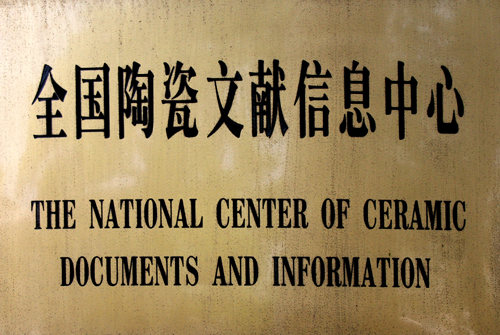 全国陶瓷文献信息中心
THE NATIONAL CENTER OF CERAMIC
DOCUMENTS AND INFORMATION